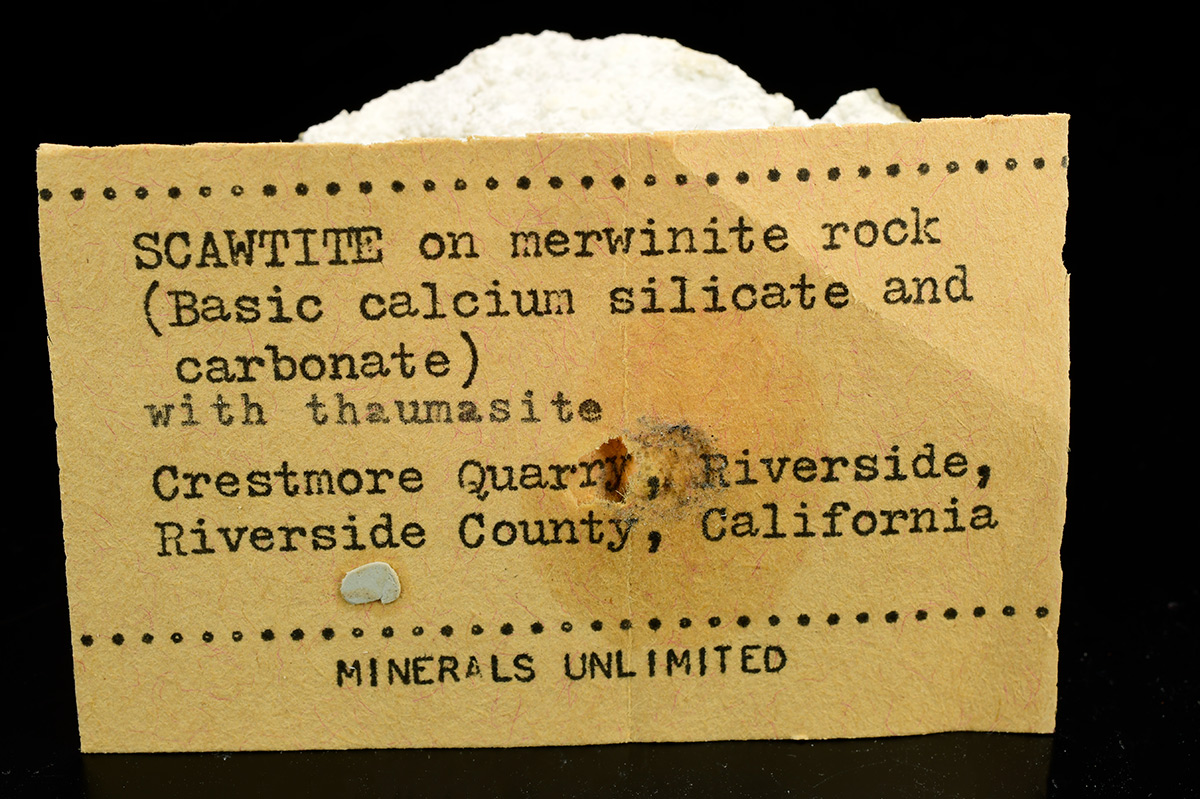 SCAWTITE on merwinite rock
(Basic calcium silicate and
carbonate)
with thaumasite
Crestmore Quarry, Riverside,
Riverside County, California
MINERALS UNLIMITED